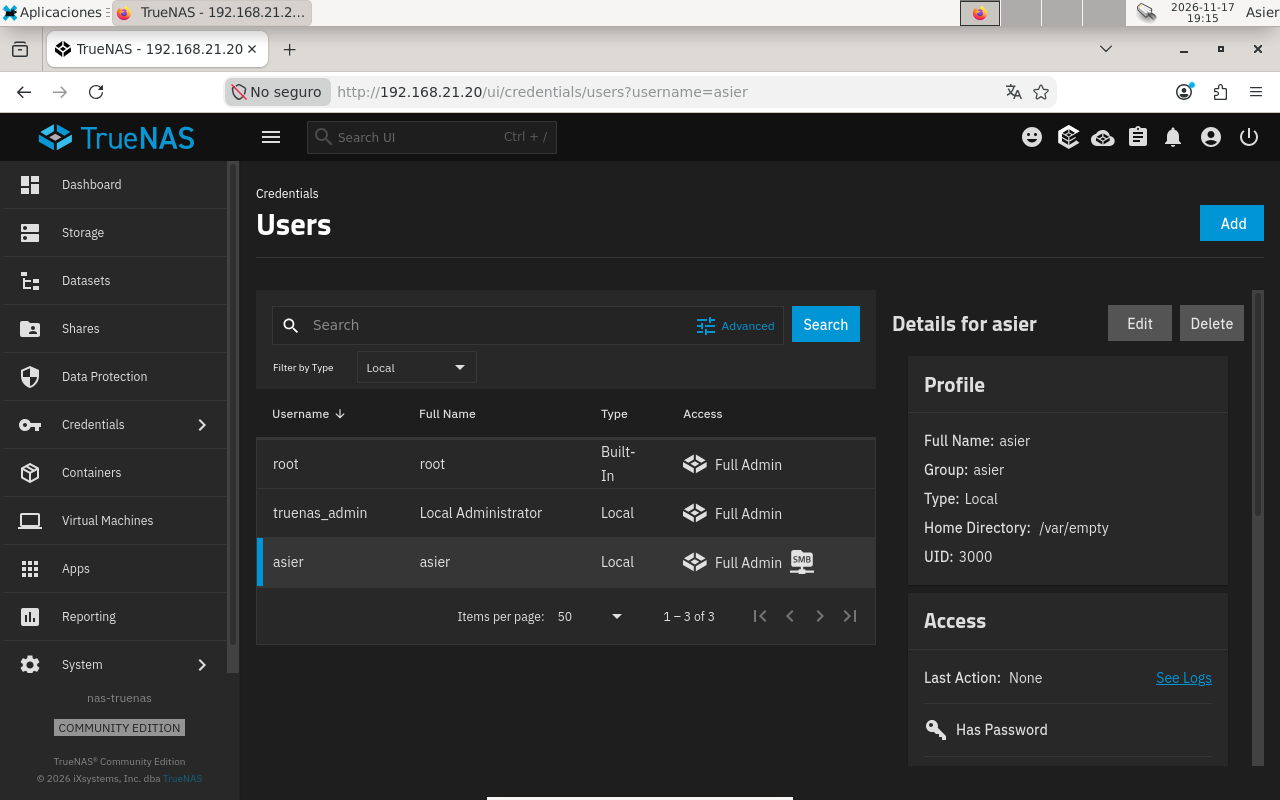 Aplicaciones
TrueNAS - 192.168.21.2...
2026-11-17
19:15
Asier
TrueNAS - 192.168.21.20
No seguro
http://192.168.21.20/ui/credentials/users?username=asier
TrueNAS
Search UI
Ctrl + /
Dashboard
Storage
Datasets
Shares
Data Protection
Credentials
Containers
Virtual Machines
Apps
Reporting
System
nas-truenas
COMMUNITY EDITION
TrueNAS® Community Edition
© 2026 iXsystems, Inc. dba TrueNAS
Credentials
Users
Add
Search
Advanced
Search
Filter by Type
Local
Username
Full Name
Type
Access
root
root
Built-
In
Full Admin
truenas_admin
Local Administrator
Local
Full Admin
asier
asier
Local
Full Admin
SMB
Items per page:
50
1 – 3 of 3
Details for asier
Edit
Delete
Profile
Full Name: asier
Group: asier
Type: Local
Home Directory: /var/empty
UID: 3000
Access
Last Action: None
See Logs
Has Password